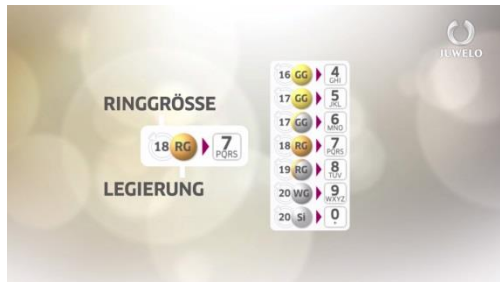 JUWELO
RINGGRÖSSE
18 RG 7 PQRS
LEGIERUNG
16 GG 4 GHI
17 GG 5 JKL
17 GG 6 MNO
18 RG 7 PQRS
19 RG 8 TUV
20 WG 9 WXYZ
20 Si 0